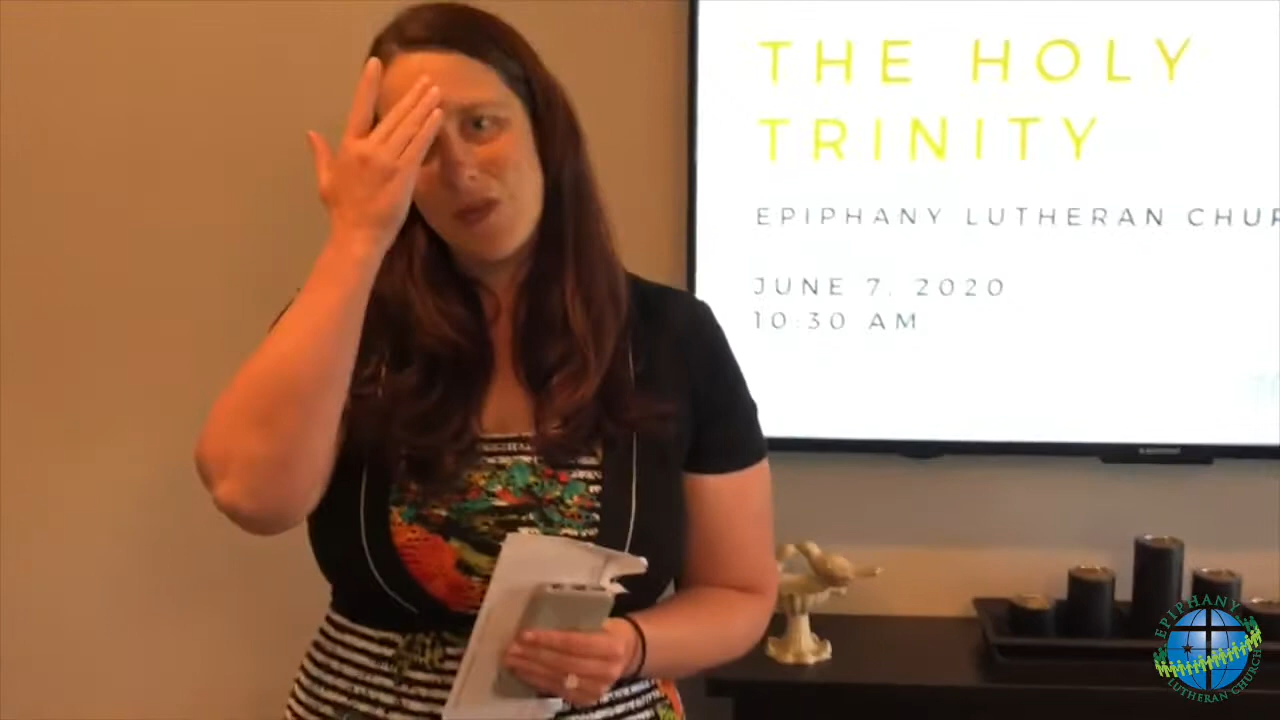 THE HOLY
TRINITY
EPIPHANY LUTHERAN CHUR
JUNE 7, 2020
10:30 AM
EPIPHANY
LUTHERAN CHURCH